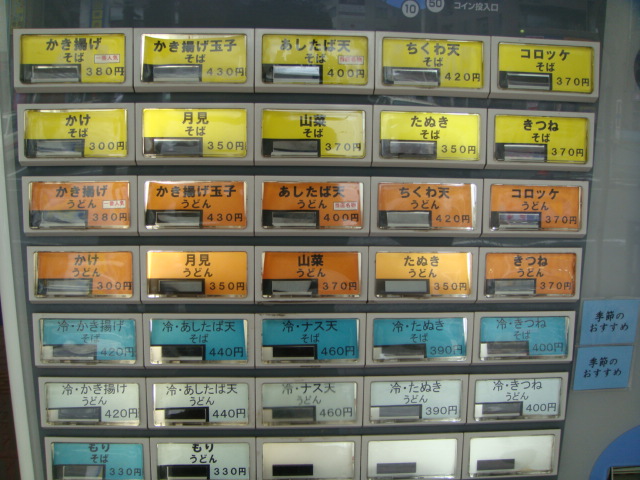 10 50 コイン投入口
かき揚げ
そば
一番人気
380円
かき揚げ玉子
そば
430円
あしたば天
そば
400円
ちくわ天
そば
420円
コロッケ
そば
370円
かけ
そば
300円
月見
そば
350円
山菜
そば
370円
たぬき
そば
350円
きつね
そば
370円
かき揚げ
うどん
一番人気
380円
かき揚げ玉子
うどん
430円
あしたば天
うどん
400円
ちくわ天
うどん
420円
コロッケ
うどん
370円
かけ
うどん
300円
月見
うどん
350円
山菜
うどん
370円
たぬき
うどん
350円
きつね
うどん
370円
冷・かき揚げ
そば
420円
冷・あしたば天
そば
440円
冷・ナス天
そば
460円
冷・たぬき
そば
390円
冷・きつね
そば
400円
季節の
おすすめ
冷・かき揚げ
うどん
420円
冷・あしたば天
うどん
440円
冷・ナス天
うどん
460円
冷・たぬき
うどん
390円
冷・きつね
うどん
400円
季節の
おすすめ
もり
そば
330円
もり
うどん
330円